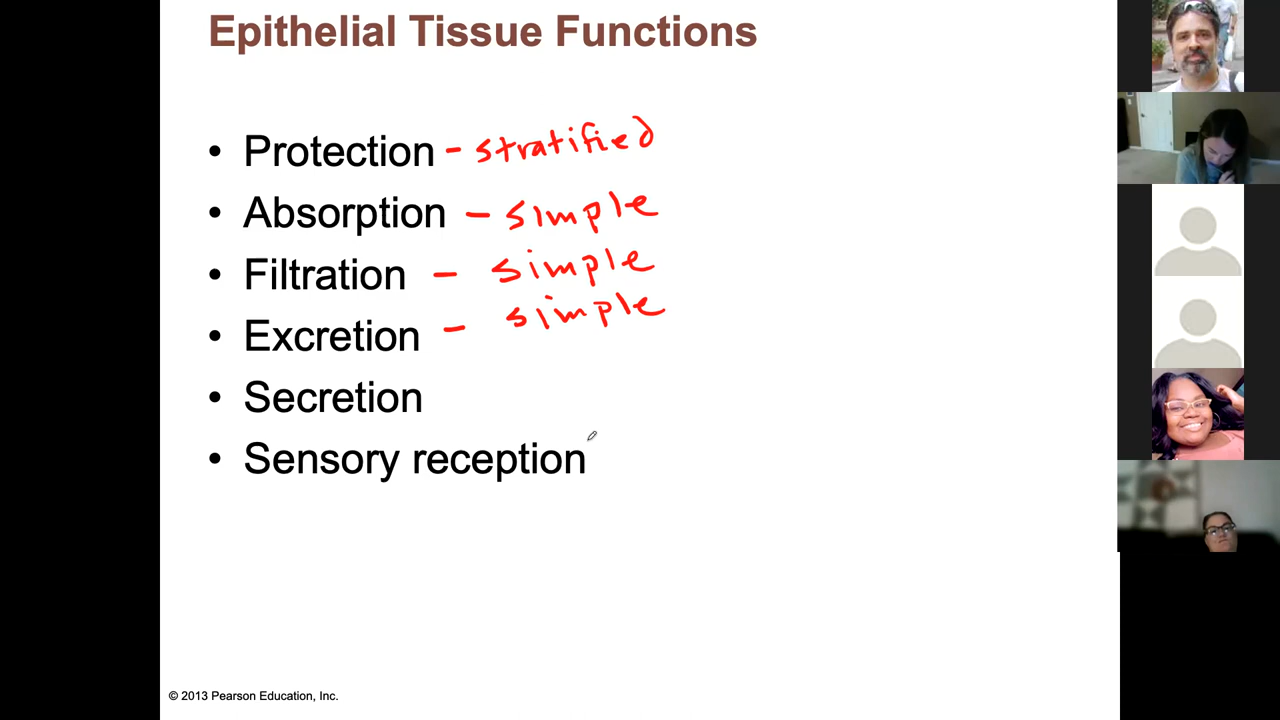 Epithelial Tissue Functions
• Protection - stratified
• Absorption - simple
• Filtration - simple
• Excretion - simple
• Secretion
• Sensory reception
© 2013 Pearson Education, Inc.